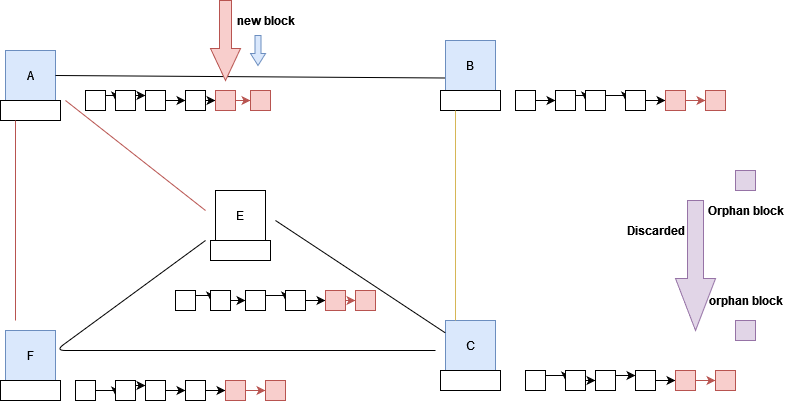 new block
A
B
E
Orphan block
Discarded
orphan block
F
C